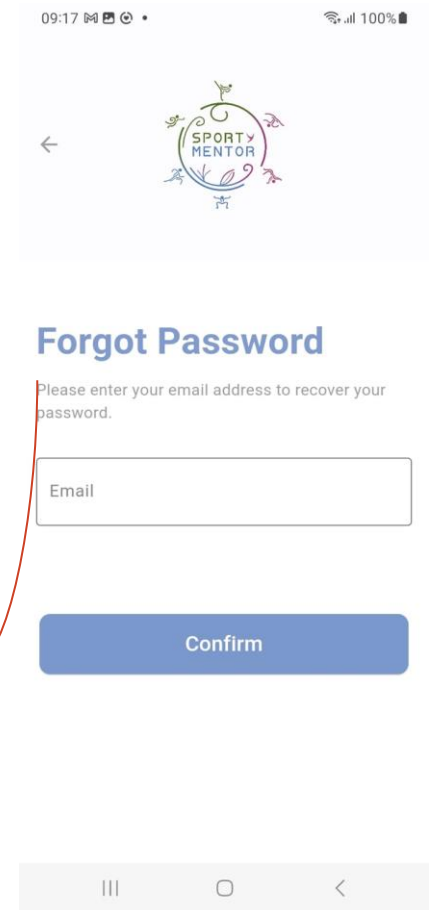 09:17
100%
SPORTY
MENTOR
Forgot Password
Please enter your email address to recover your
password.
Email
Confirm